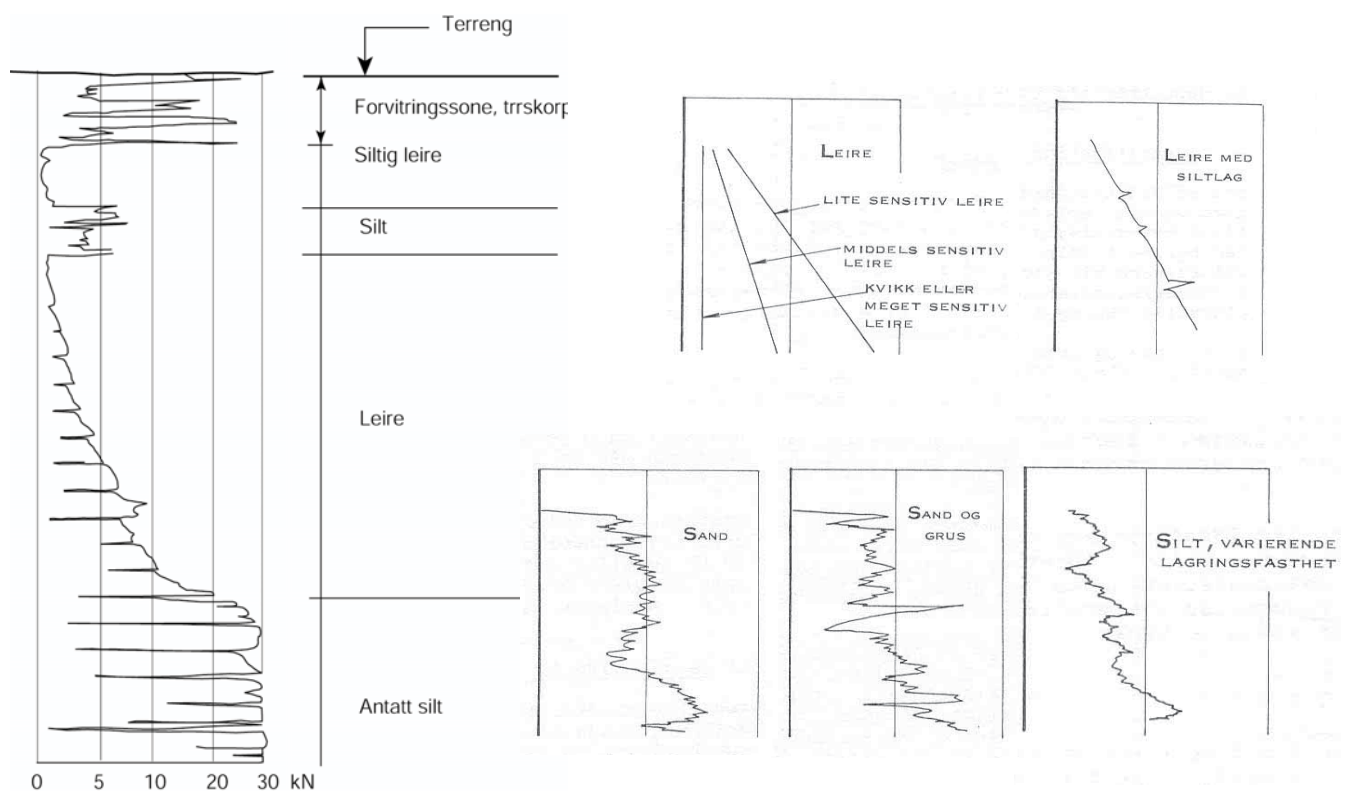 Terreng
Forvitringssone, trrskorp
Siltig leire
Silt
Leire
Antatt silt
0 5 10 20 30 kN
LEIRE
LITE SENSITIV LEIRE
MIDDELS SENSITIV
LEIRE
KVIKK ELLER
MEGET SENSITIV
LEIRE
LEIRE MED
SILTLAG
SAND
SAND OG
GRUS
SILT, VARIERENDE
LAGRINGSFASTHET